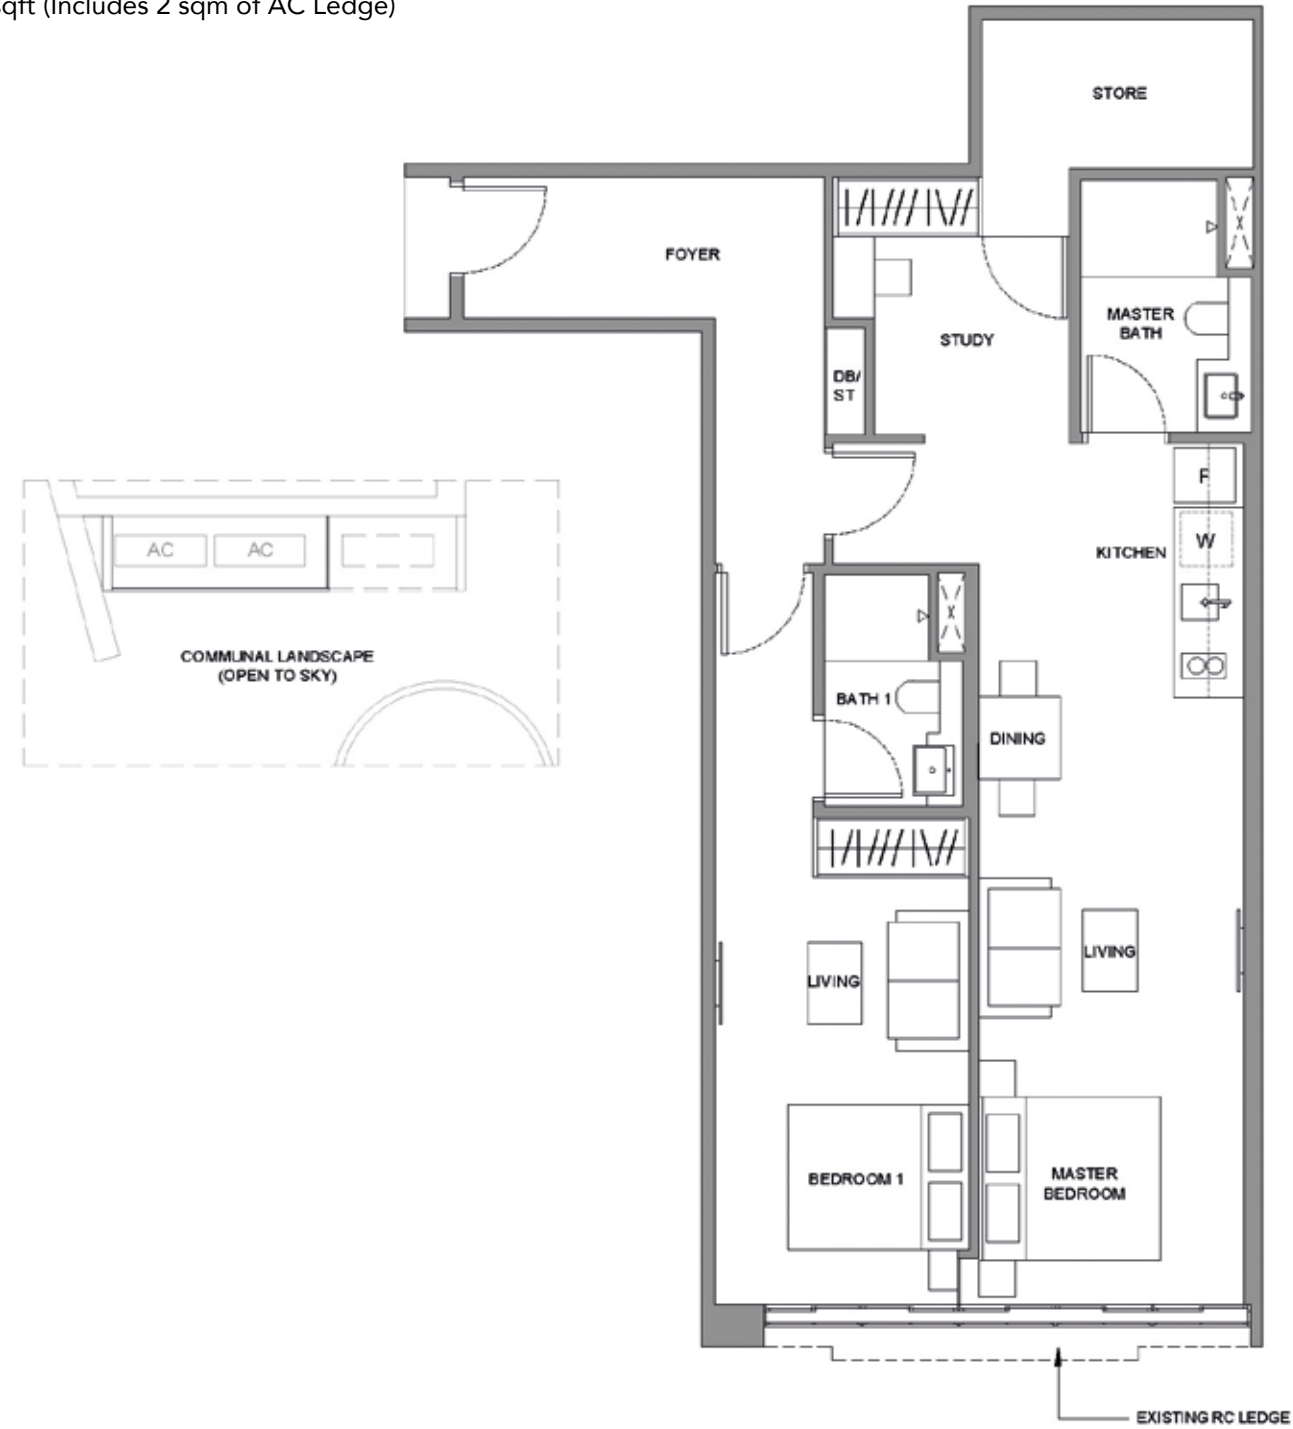 sqft (Includes 2 sqm of AC Ledge)
STORE
FOYER
MASTER
BATH
STUDY
DB/
ST
F
W
KITCHEN
AC
AC
COMMUNAL LANDSCAPE
(OPEN TO SKY)
BATH 1
DINING
LIVING
LIVING
BEDROOM 1
MASTER
BEDROOM
EXISTING RC LEDGE